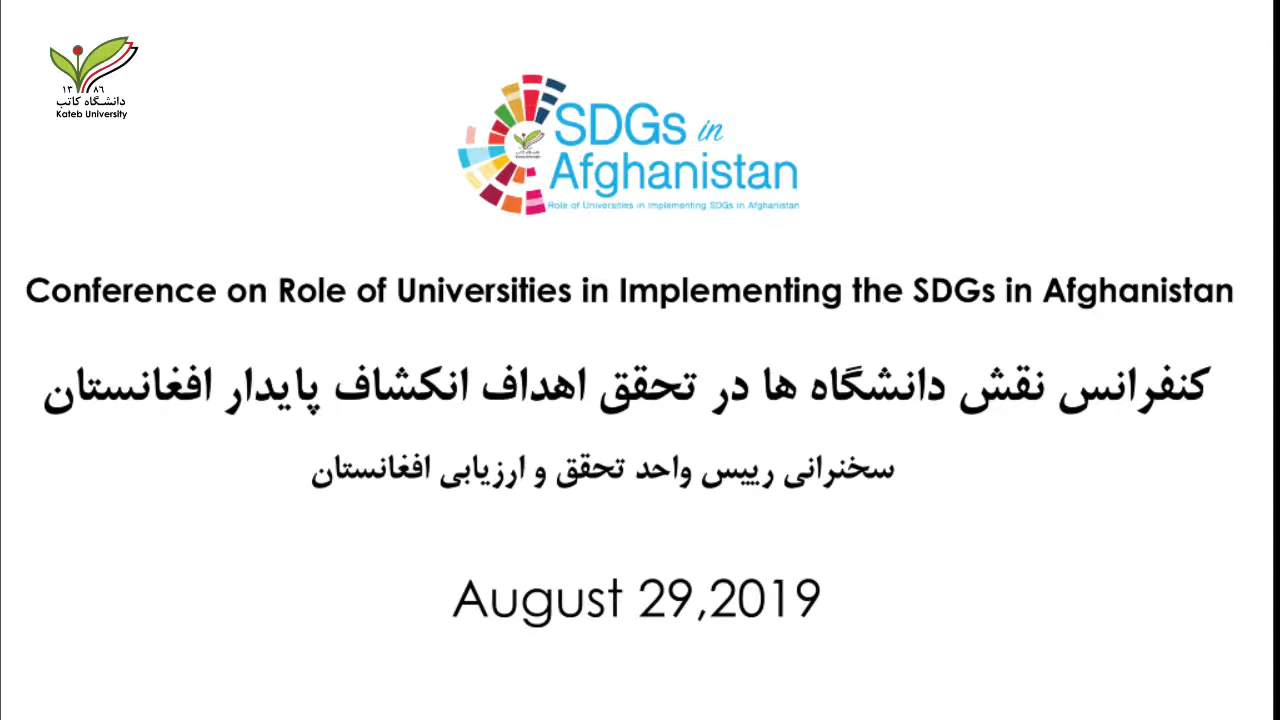 ۱۳ ۸۶
دانشگاه کاتب
Kateb University
SDGs in
Afghanistan
Role of Universities in Implementing SDGs in Afghanistan
Conference on Role of Universities in Implementing the SDGs in Afghanistan
کنفرانس نقش دانشگاه ها در تحقق اهداف انکشاف پایدار افغانستان
سخنرانی رییس واحد تحقق و ارزیابی افغانستان
August 29,2019